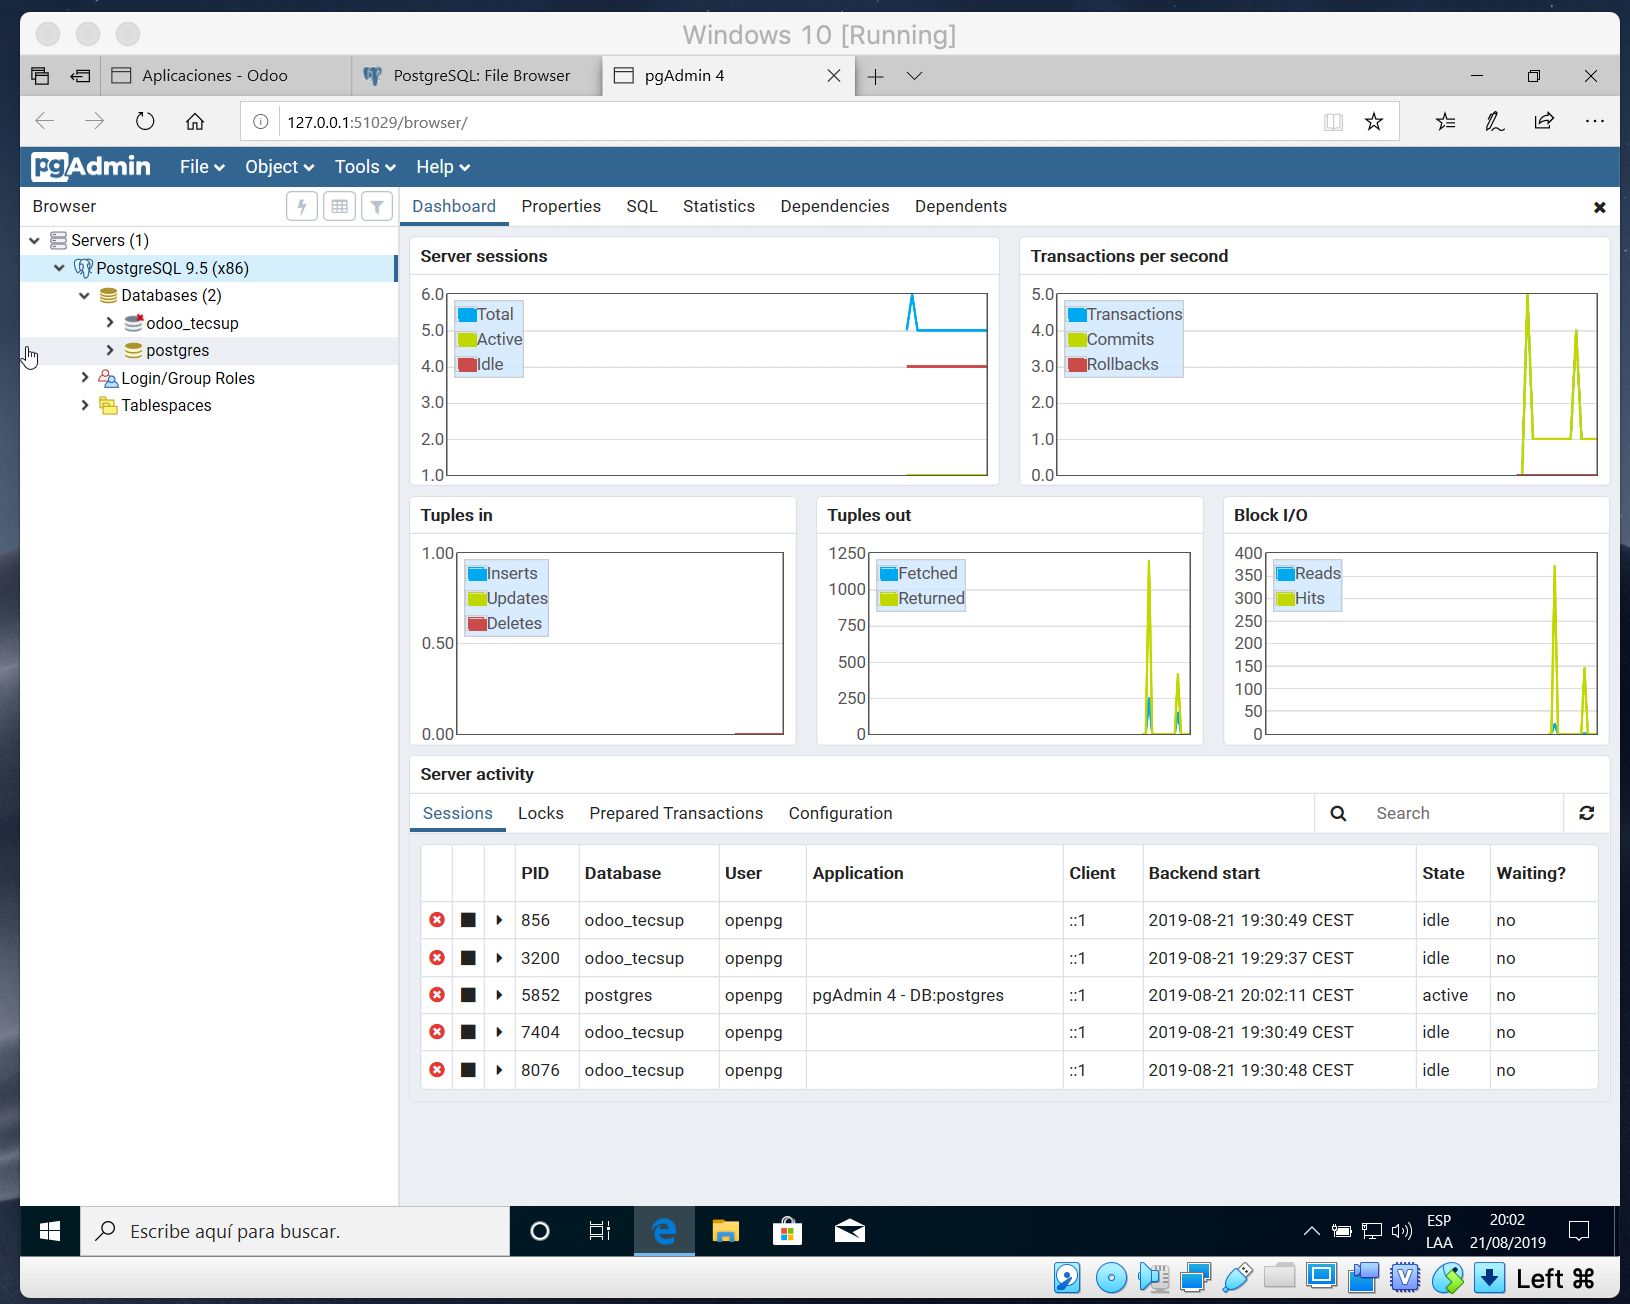 Windows 10 [Running]
Aplicaciones - Odoo
PostgreSQL: File Browser
pgAdmin 4
127.0.0.1:51029/browser/
pgAdmin File Object Tools Help
Browser
Dashboard Properties SQL Statistics Dependencies Dependents
Servers (1)
PostgreSQL 9.5 (x86)
Databases (2)
odoo_tecsup
postgres
Login/Group Roles
Tablespaces
Server sessions
6.0
5.0
4.0
3.0
2.0
1.0
Total
Active
Idle
Transactions per second
5.0
4.0
3.0
2.0
1.0
0.0
Transactions
Commits
Rollbacks
Tuples in
1.00
0.50
0.00
Inserts
Updates
Deletes
Tuples out
1250
1000
750
500
250
0
Fetched
Returned
Block I/O
400
350
300
250
200
150
100
50
0
Reads
Hits
Server activity
Sessions Locks Prepared Transactions Configuration
Search
PID Database User Application Client Backend start State Waiting?
856 odoo_tecsup openpg ::1 2019-08-21 19:30:49 CEST idle no
3200 odoo_tecsup openpg ::1 2019-08-21 19:29:37 CEST idle no
5852 postgres openpg pgAdmin 4 - DB:postgres ::1 2019-08-21 20:02:11 CEST active no
7404 odoo_tecsup openpg ::1 2019-08-21 19:30:49 CEST idle no
8076 odoo_tecsup openpg ::1 2019-08-21 19:30:48 CEST idle no
Escribe aquí para buscar.
ESP
LAA
20:02
21/08/2019
Left ⌘